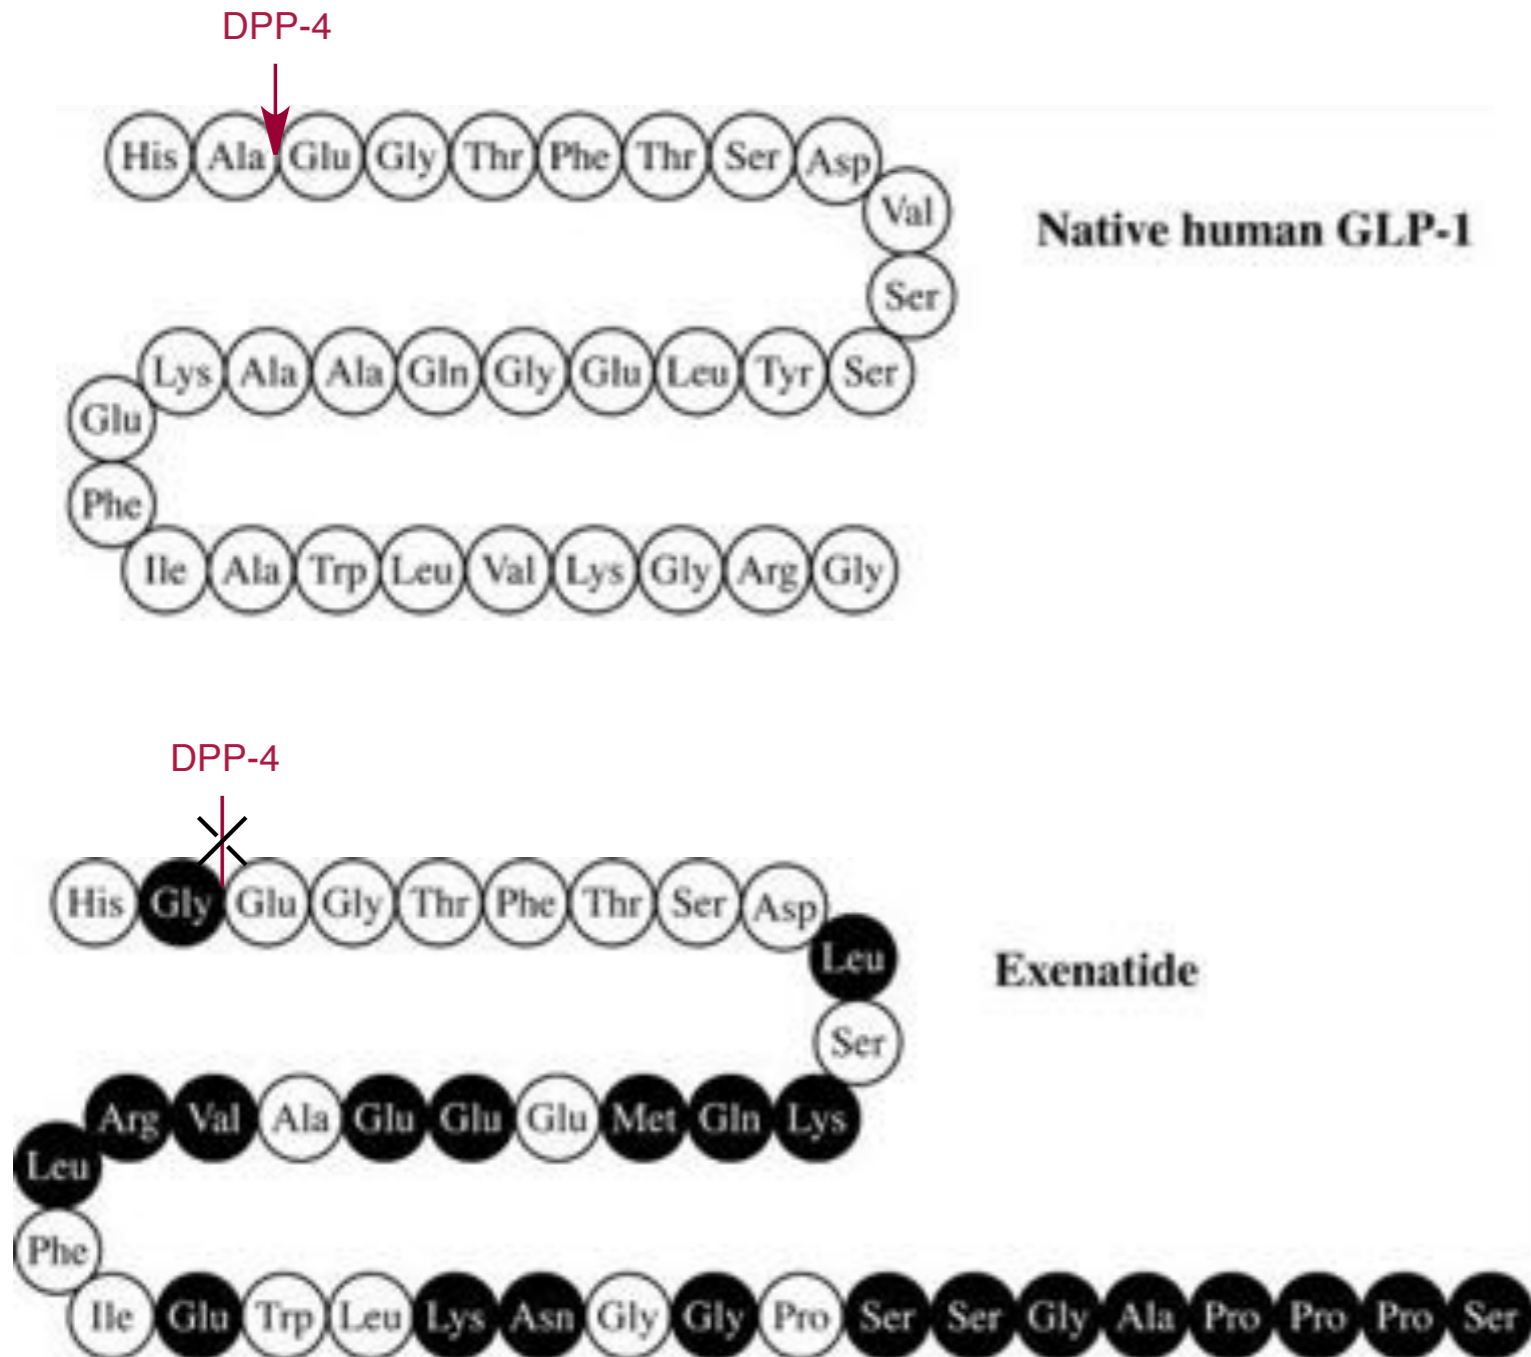 DPP-4
His Ala Glu Gly Thr Phe Thr Ser Asp
Val
Native human GLP-1
Ser
Lys Ala Ala Gln Gly Glu Leu Tyr Ser
Glu
Phe
Ile Ala Trp Leu Val Lys Gly Arg Gly
DPP-4
His Gly Glu Gly Thr Phe Thr Ser Asp
Leu
Exenatide
Ser
Arg Val Ala Glu Glu Glu Met Gln Lys
Leu
Phe
Ile Glu Trp Leu Lys Asn Gly Gly Pro Ser Ser Gly Ala Pro Pro Pro Ser